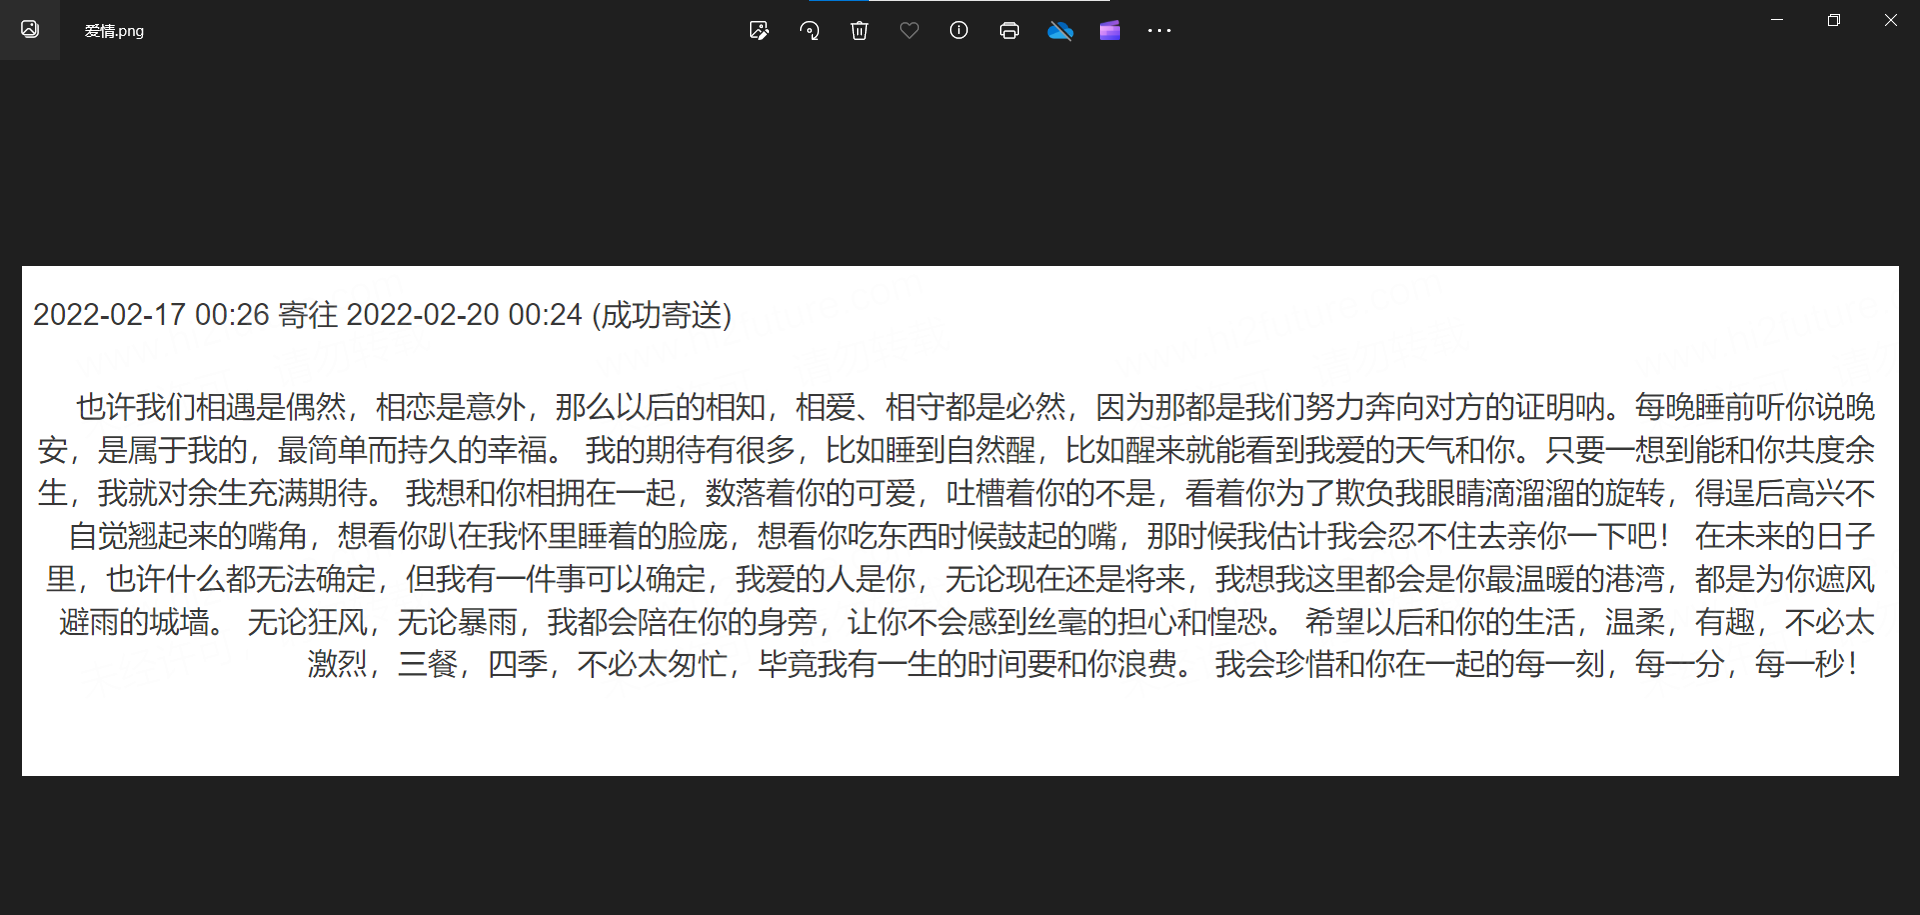 爱情.png
2022-02-17 00:26 寄往 2022-02-20 00:24 (成功寄送)
也许我们相遇是偶然，相恋是意外，那么以后的相知，相爱、相守都是必然，因为那都是我们努力奔向对方的证明呐。每晚睡前听你说晚
安，是属于我的，最简单而持久的幸福。 我的期待有很多，比如睡到自然醒，比如醒来就能看到我爱的天气和你。只要一想到能和你共度余
生，我就对余生充满期待。 我想和你相拥在一起，数落着你的可爱，吐槽着你的不是，看着你为了欺负我眼睛滴溜溜的旋转，得逞后高兴不
自觉翘起来的嘴角，想看你趴在我怀里睡着的脸庞，想看你吃东西时候鼓起的嘴，那时候我估计我会忍不住去亲你一下吧！ 在未来的日子
里，也许什么都无法确定，但我有一件事可以确定，我爱的人是你，无论现在还是将来，我想我这里都会是你最温暖的港湾，都是为你遮风
避雨的城墙。 无论狂风，无论暴雨，我都会陪在你的身旁，让你不会感到丝毫的担心和惶恐。 希望以后和你的生活，温柔，有趣，不必太
激烈，三餐，四季，不必太匆忙，毕竟我有一生的时间要和你浪费。 我会珍惜和你在一起的每一刻，每一分，每一秒！